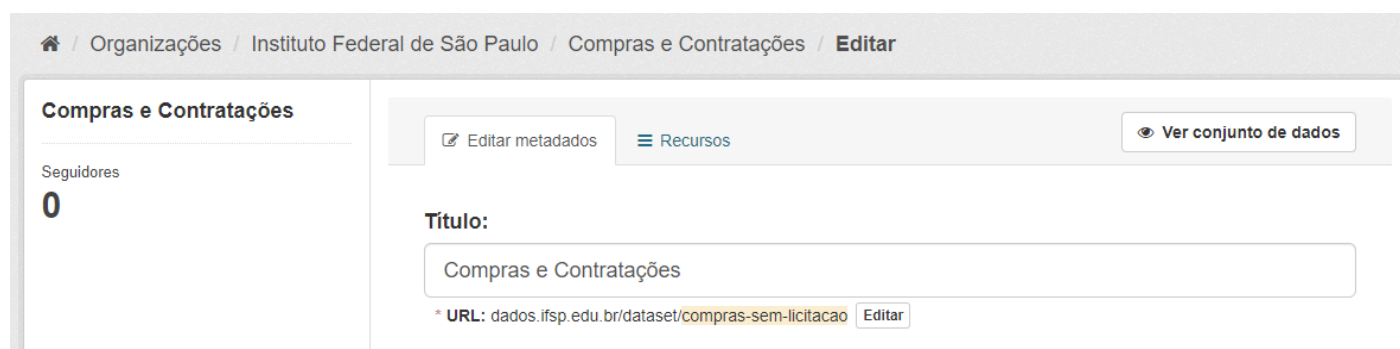 / Organizações / Instituto Federal de São Paulo / Compras e Contratações / Editar
Compras e Contratações
Seguidores
0
Editar metadados
Recursos
Ver conjunto de dados
Título:
Compras e Contratações
* URL: dados.ifsp.edu.br/dataset/compras-sem-licitacao Editar